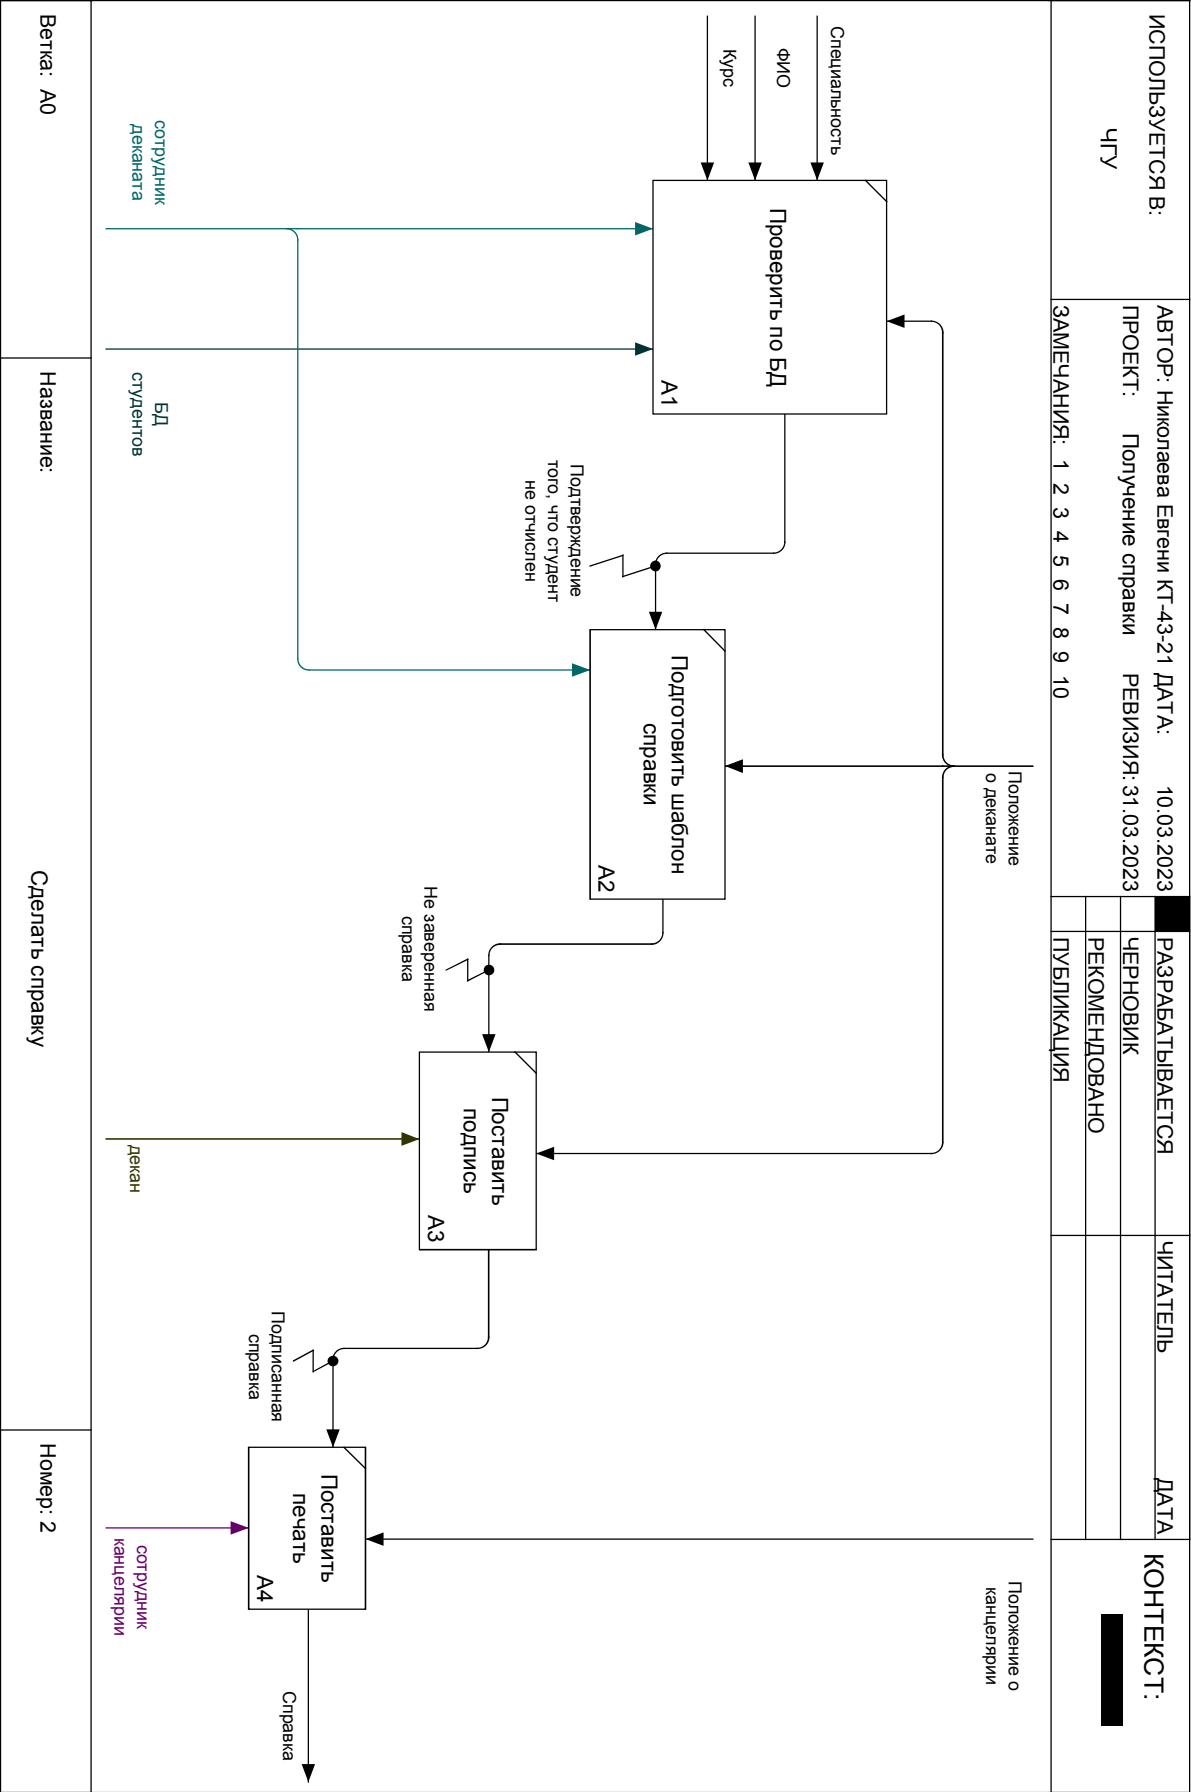 ИСПОЛЬЗУЕТСЯ В:
ЧГУ
АВТОР: Николаева Евгени КТ-43-21 ДАТА: 10.03.2023
ПРОЕКТ: Получение справки РЕВИЗИЯ: 31.03.2023
ЗАМЕЧАНИЯ: 1 2 3 4 5 6 7 8 9 10
РАЗРАБАТЫВАЕТСЯ
ЧЕРНОВИК
РЕКОМЕНДОВАНО
ПУБЛИКАЦИЯ
ЧИТАТЕЛЬ
ДАТА
КОНТЕКСТ:
Положение
о деканате
Положение о
канцелярии
Специальность
ФИО
Курс
Проверить по БД
A1
Подтверждение
того, что студент
не отчислен
Подготовить шаблон
справки
A2
Не заверенная
справка
Поставить
подпись
A3
Подписанная
справка
Поставить
печать
A4
Справка
сотрудник
деканата
БД
студентов
декан
сотрудник
канцелярии
Ветка: A0
Название:
Сделать справку
Номер: 2